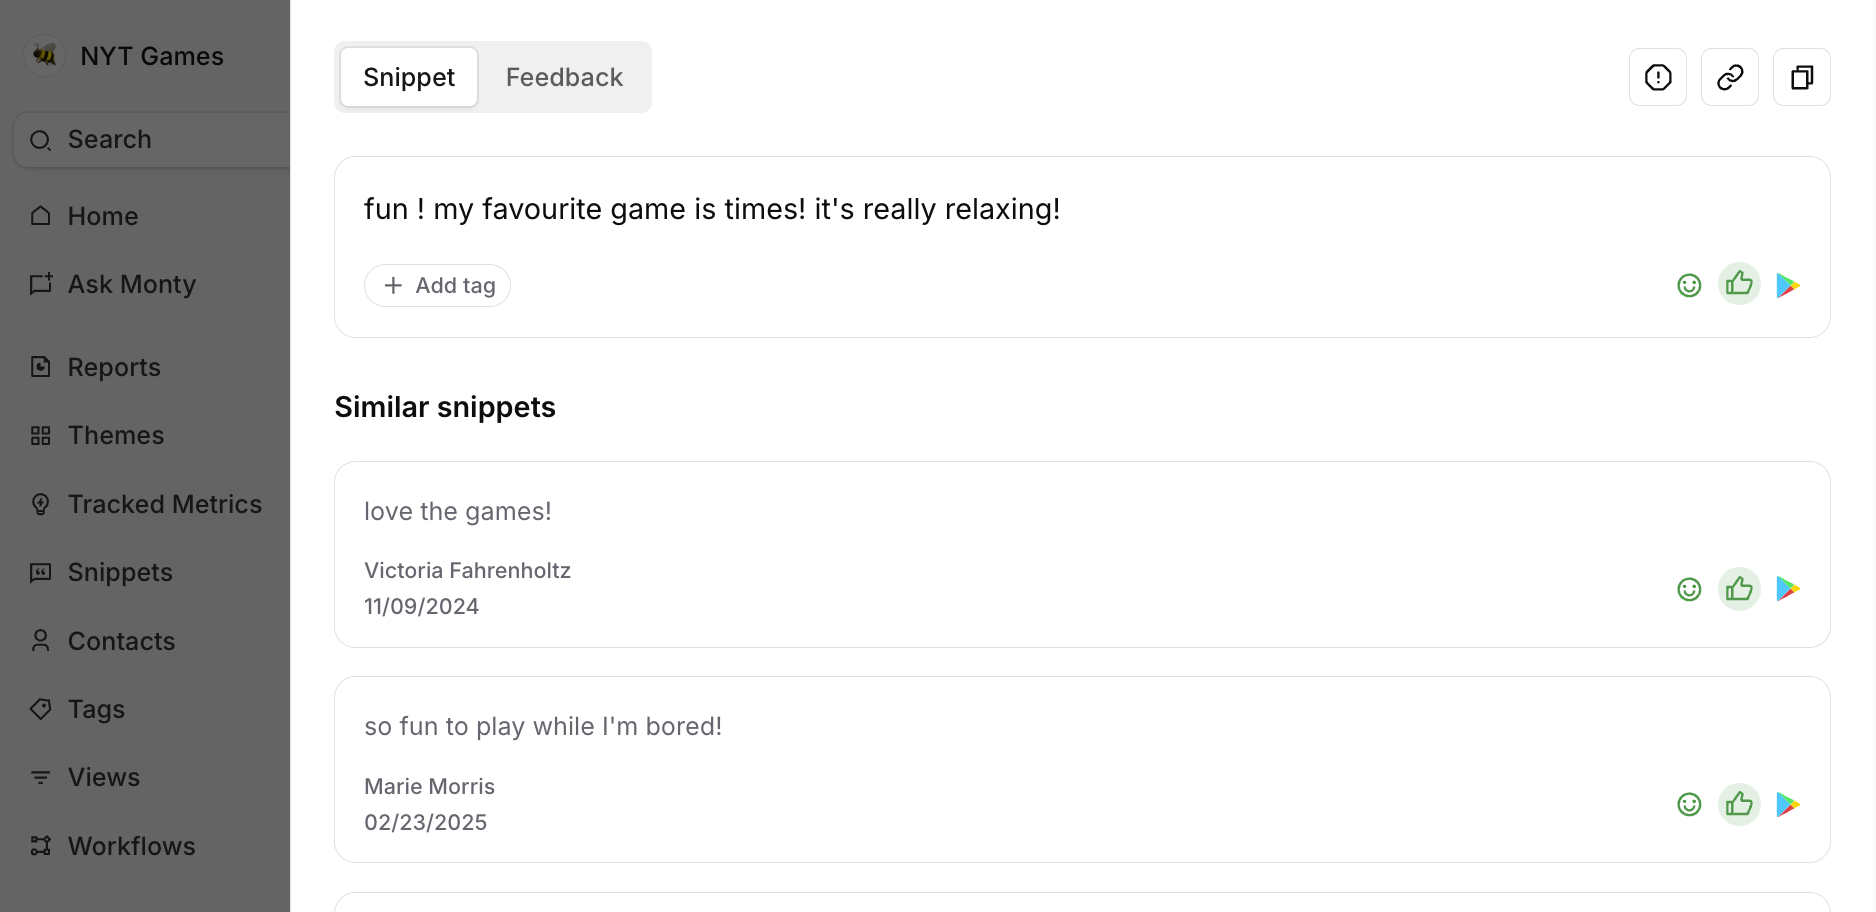 NYT Games
Search
Home
Ask Monty
Reports
Themes
Tracked Metrics
Snippets
Contacts
Tags
Views
Workflows
Snippet
Feedback
fun ! my favourite game is times! it's really relaxing!
Add tag
Similar snippets
love the games!
Victoria Fahrenholtz
11/09/2024
so fun to play while I'm bored!
Marie Morris
02/23/2025